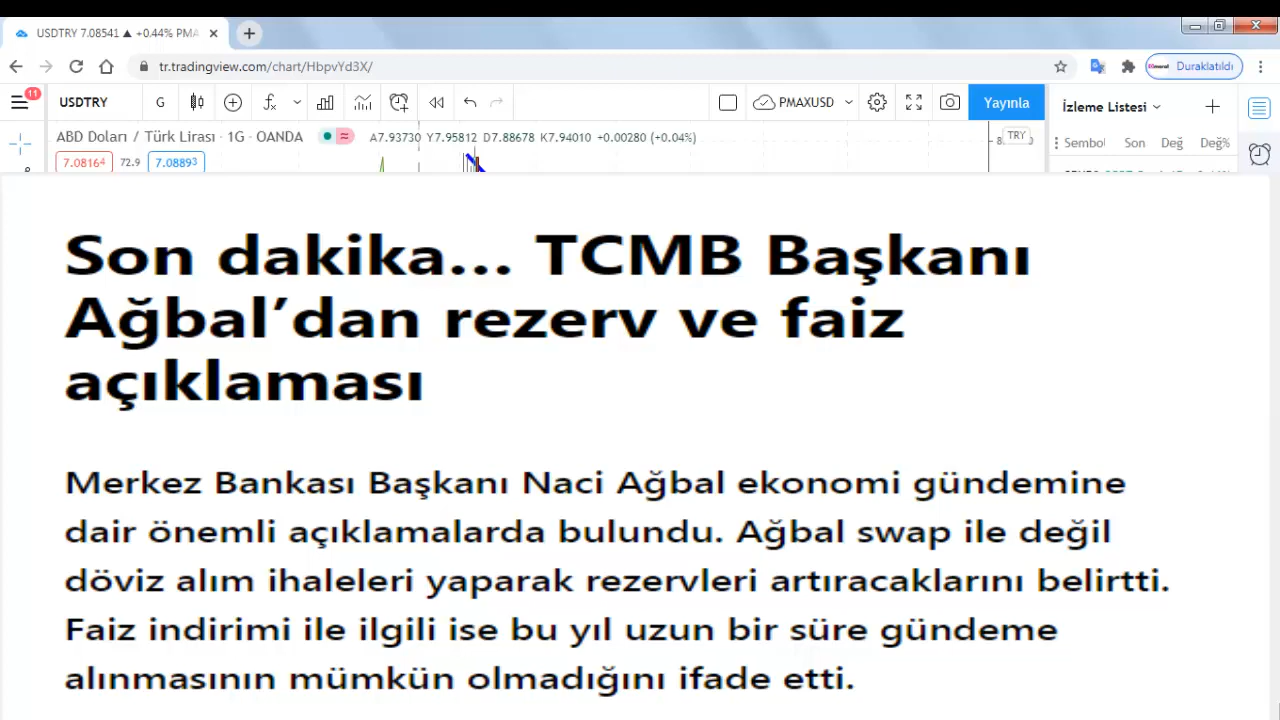 USDTRY 7.08541 ▲ +0.44% PMA
tr.tradingview.com/chart/HbpvYd3X/
Duraklatıldı
11
USDTRY
G
PMAXUSD
Yayınla
İzleme Listesi
ABD Doları / Türk Lirası · 1G · OANDA
A7.93730 Y7.95812 D7.88678 K7.94010 +0.00280 (+0.04%)
TRY
Sembol Son Değ Değ%
7.08164 72.9 7.08893
Son dakika... TCMB Başkanı
Ağbal’dan rezerv ve faiz
açıklaması
Merkez Bankası Başkanı Naci Ağbal ekonomi gündemine
dair önemli açıklamalarda bulundu. Ağbal swap ile değil
döviz alım ihaleleri yaparak rezervleri artıracaklarını belirtti.
Faiz indirimi ile ilgili ise bu yıl uzun bir süre gündeme
alınmasının mümkün olmadığını ifade etti.